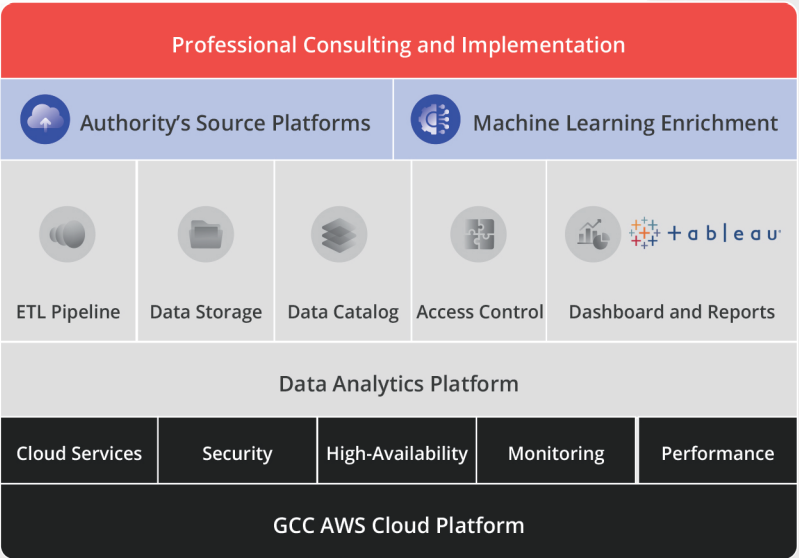 Professional Consulting and Implementation
Authority's Source Platforms
Machine Learning Enrichment
+ a b l e a u
ETL Pipeline
Data Storage
Data Catalog
Access Control
Dashboard and Reports
Data Analytics Platform
Cloud Services
Security
High-Availability
Monitoring
Performance
GCC AWS Cloud Platform